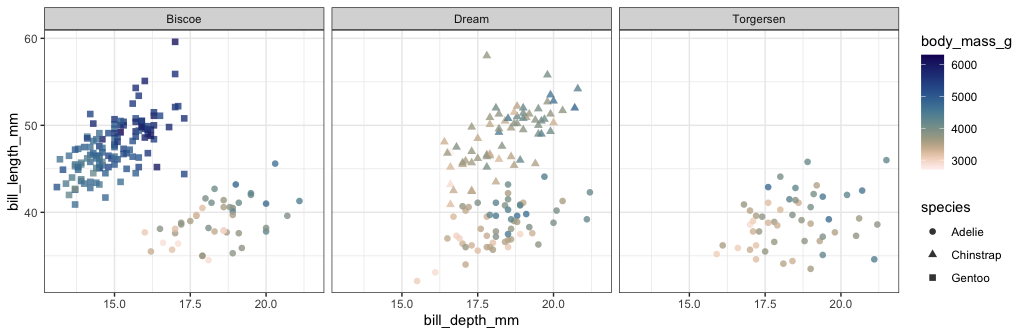 Biscoe
Dream
Torgersen
bill_length_mm
60
50
40
15.0
17.5
20.0
15.0
17.5
20.0
15.0
17.5
20.0
bill_depth_mm
body_mass_g
6000
5000
4000
3000
species
Adelie
Chinstrap
Gentoo